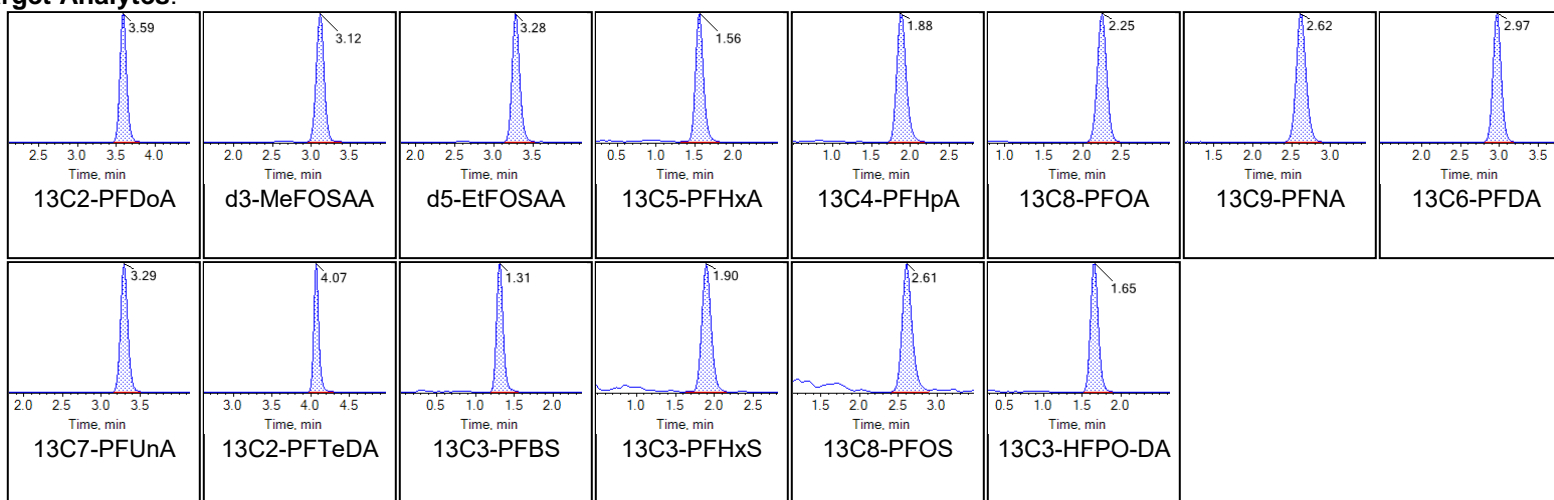 arget Analytes:
3.59
2.5 3.0 3.5 4.0
Time, min
13C2-PFDoA
3.12
2.0 2.5 3.0 3.5
Time, min
d3-MeFOSAA
3.28
2.0 2.5 3.0 3.5
Time, min
d5-EtFOSAA
1.56
0.5 1.0 1.5 2.0
Time, min
13C5-PFHxA
1.88
1.0 1.5 2.0 2.5
Time, min
13C4-PFHpA
2.25
1.0 1.5 2.0 2.5
Time, min
13C8-PFOA
2.62
1.5 2.0 2.5 3.0
Time, min
13C9-PFNA
2.97
2.0 2.5 3.0 3.5
Time, min
13C6-PFDA
3.29
2.0 2.5 3.0 3.5
Time, min
13C7-PFUnA
4.07
3.0 3.5 4.0 4.5
Time, min
13C2-PFTeDA
1.31
0.5 1.0 1.5 2.0
Time, min
13C3-PFBS
1.90
1.0 1.5 2.0 2.5
Time, min
13C3-PFHxS
2.61
1.5 2.0 2.5 3.0
Time, min
13C8-PFOS
1.65
0.5 1.0 1.5 2.0
Time, min
13C3-HFPO-DA